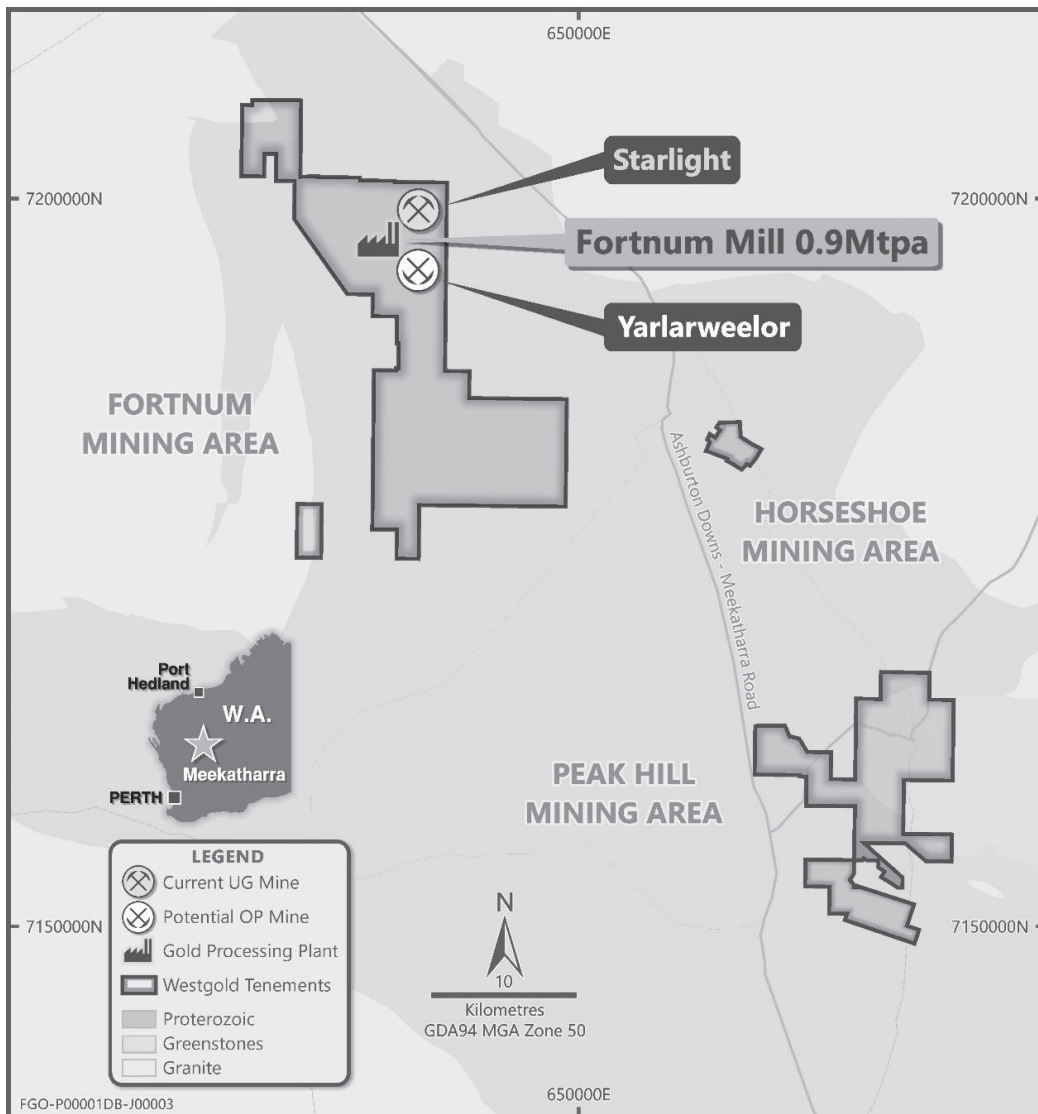 650000E
Starlight
7200000N
7200000N
Fortnum Mill 0.9Mtpa
Yarlarweelor
FORTNUM
MINING AREA
Ashburton Downs - Meekatharra Road
HORSESHOE
MINING AREA
Port
Hedland
W.A.
Meekatharra
PERTH
PEAK HILL
MINING AREA
LEGEND
Current UG Mine
Potential OP Mine
Gold Processing Plant
Westgold Tenements
Proterozoic
Greenstones
Granite
7150000N
7150000N
N
10
Kilometres
GDA94 MGA Zone 50
650000E
FGO-P00001DB-J00003